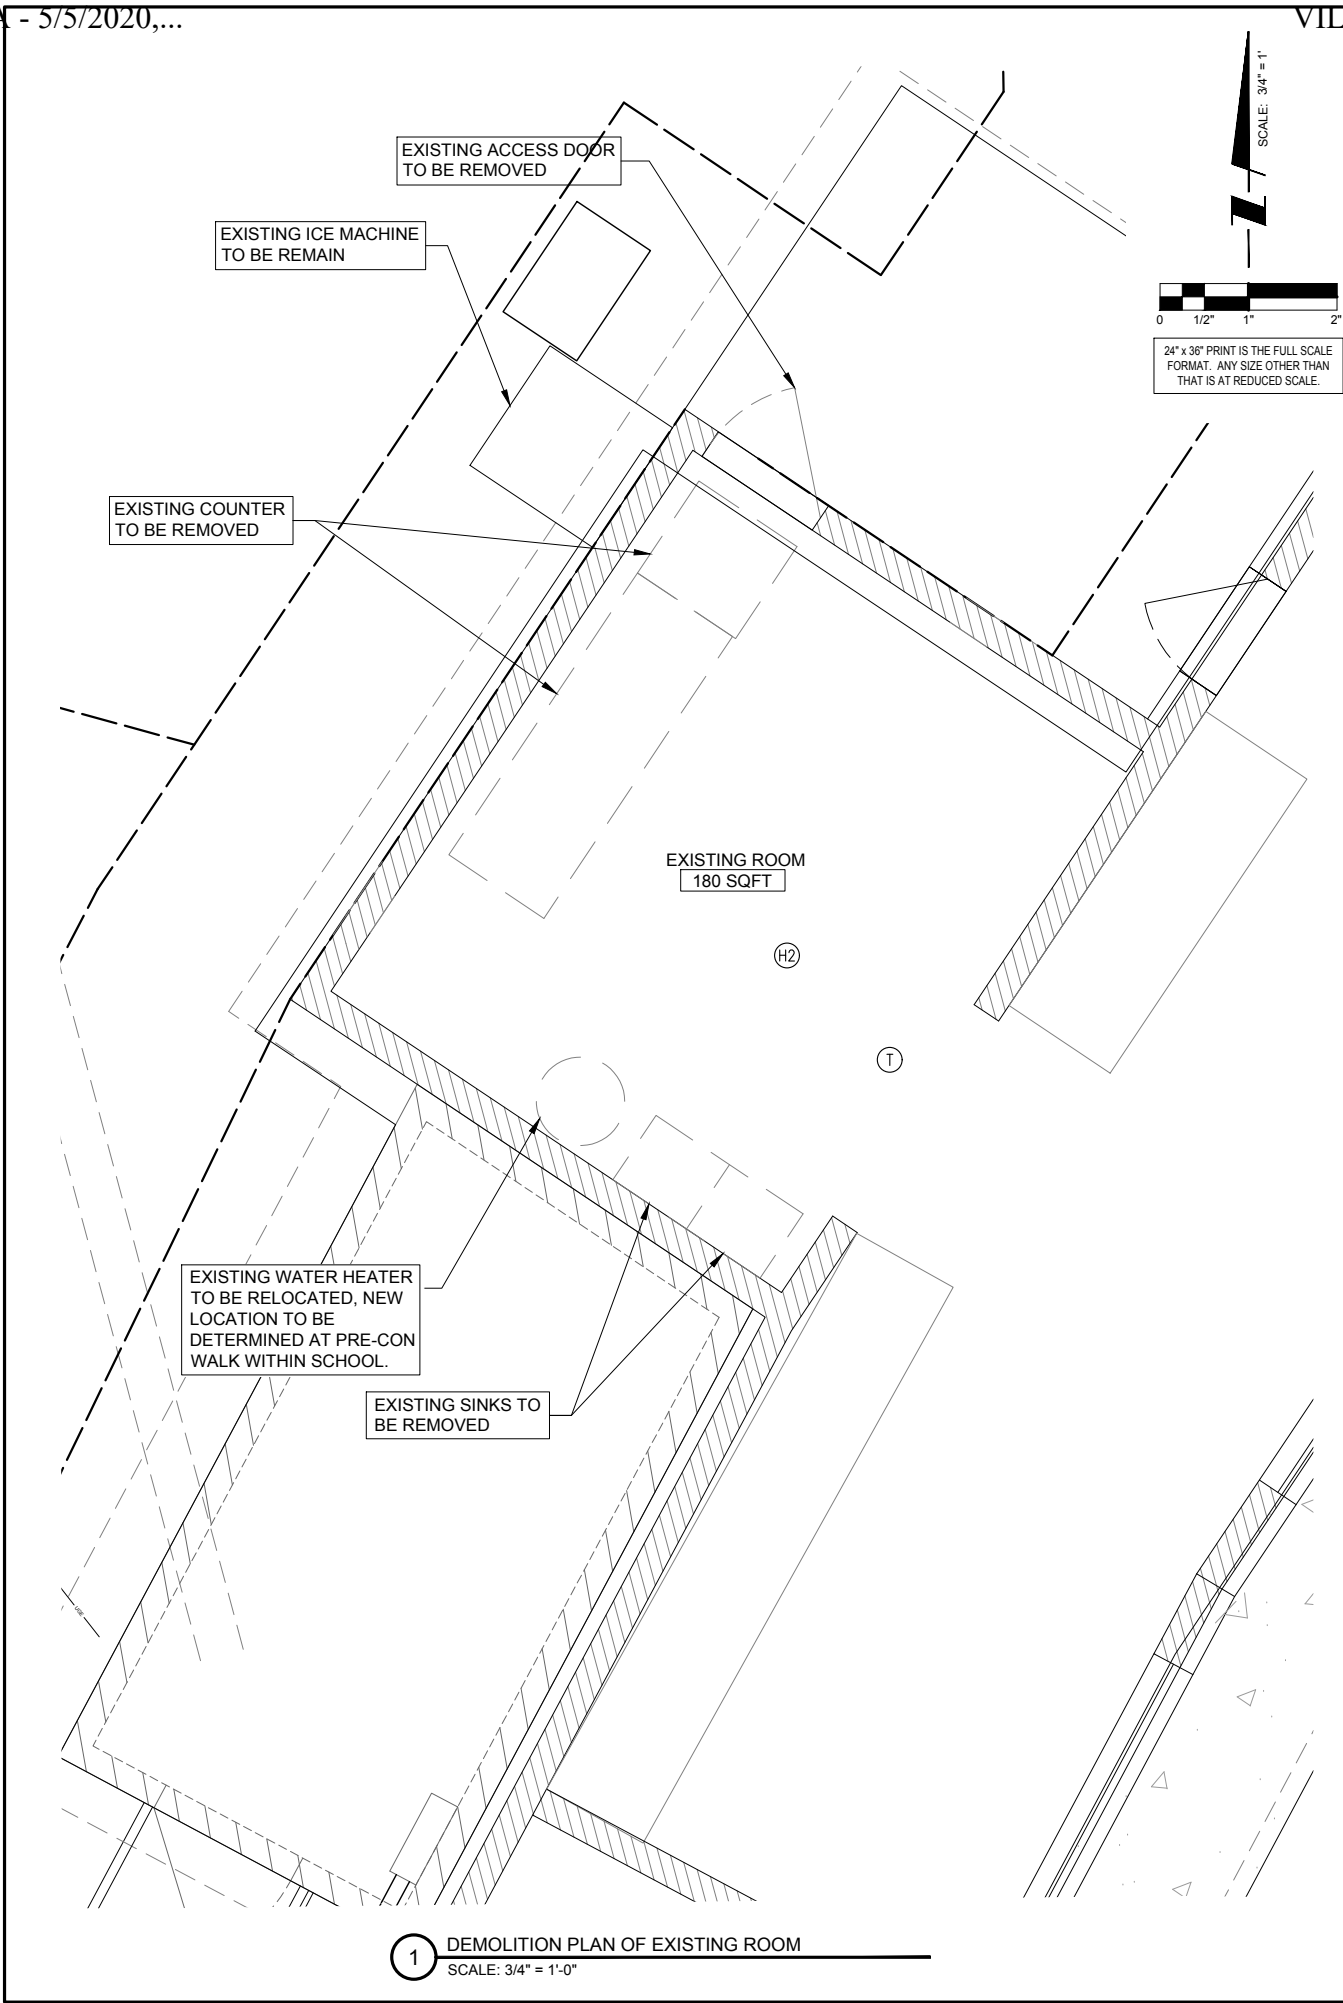 - 5/5/2020,...
EXISTING ACCESS DOOR
TO BE REMOVED
EXISTING ICE MACHINE
TO BE REMAIN
SCALE: 3/4" = 1'
N
0 1/2" 1" 2"
24" x 36" PRINT IS THE FULL SCALE
FORMAT. ANY SIZE OTHER THAN
THAT IS AT REDUCED SCALE.
EXISTING COUNTER
TO BE REMOVED
EXISTING ROOM
180 SQFT
H2
T
EXISTING WATER HEATER
TO BE RELOCATED, NEW
LOCATION TO BE
DETERMINED AT PRE-CON
WALK WITHIN SCHOOL.
EXISTING SINKS TO
BE REMOVED
1
DEMOLITION PLAN OF EXISTING ROOM
SCALE: 3/4" = 1'-0"